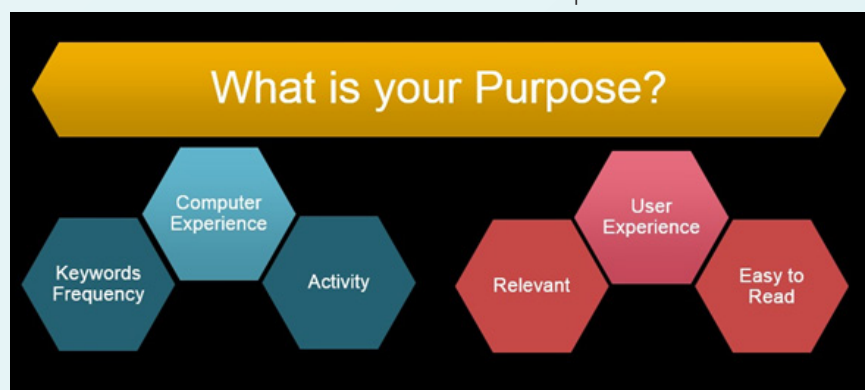 What is your Purpose?
Computer
Experience
Keywords
Frequency
Activity
User
Experience
Relevant
Easy to
Read